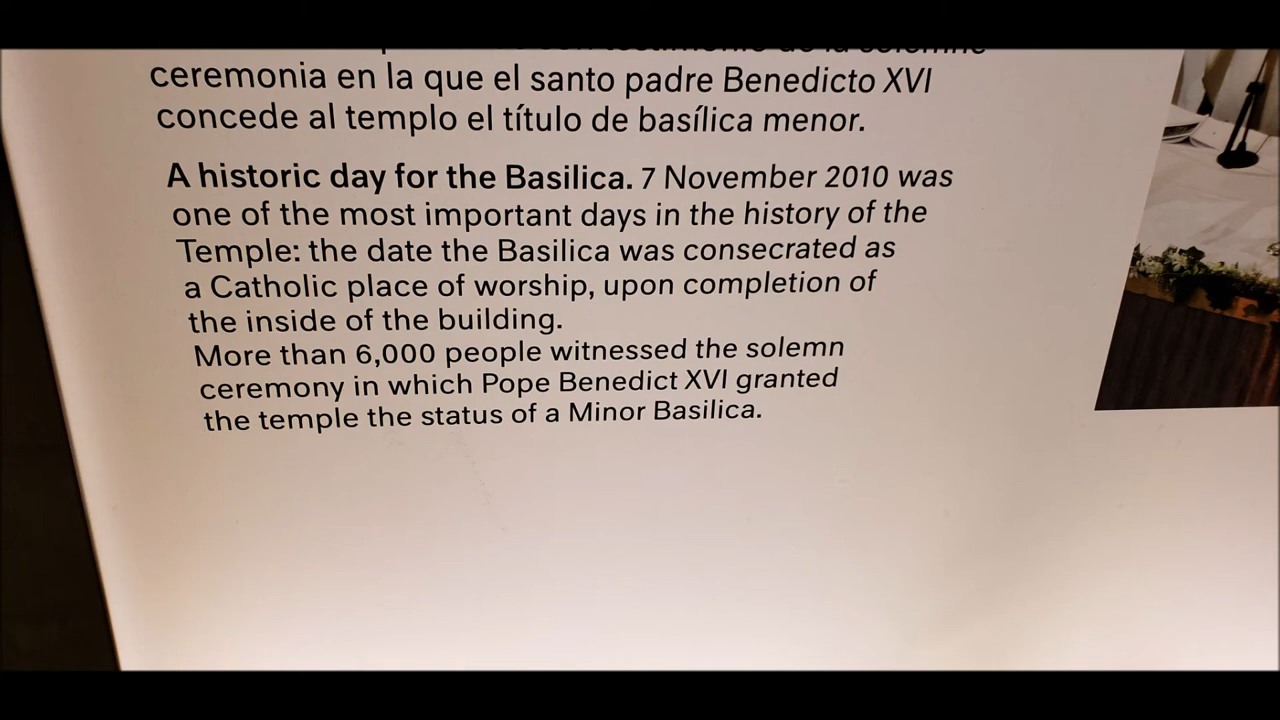 testimonio de la solemne
ceremonia en la que el santo padre Benedicto XVI
concede al templo el título de basílica menor.
A historic day for the Basilica. 7 November 2010 was
one of the most important days in the history of the
Temple: the date the Basilica was consecrated as
a Catholic place of worship, upon completion of
the inside of the building.
More than 6,000 people witnessed the solemn
ceremony in which Pope Benedict XVI granted
the temple the status of a Minor Basilica.